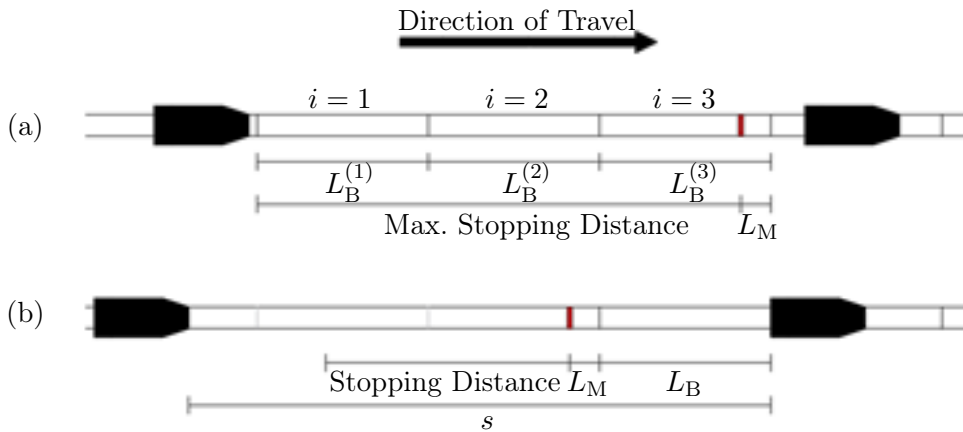 Direction of Travel
(a)
i = 1 i = 2 i = 3
L_B^{(1)} L_B^{(2)} L_B^{(3)}
Max. Stopping Distance L_M
(b)
Stopping Distance L_M L_B
s